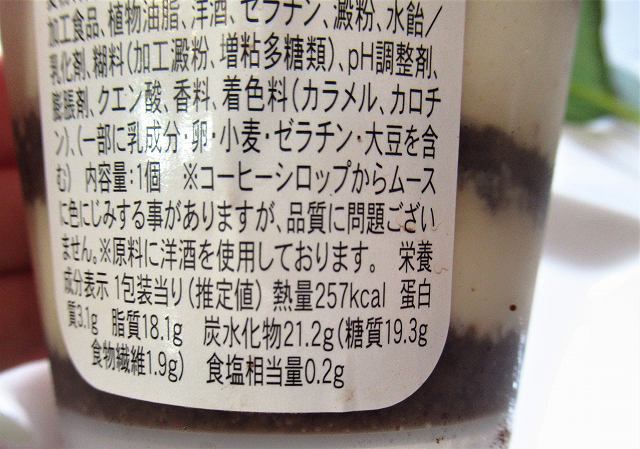 加工食品、植物油脂、洋酒、ゼラチン、澱粉、水飴／
乳化剤、糊料（加工澱粉、増粘多糖類）、pH調整剤、
膨脹剤、クエン酸、香料、着色料（カラメル、カロチ
ン）、（一部に乳成分・卵・小麦・ゼラチン・大豆を含
む） 内容量：1個 ※コーヒーシロップからムース
に色にじみする事がありますが、品質に問題ござい
ません。※原料に洋酒を使用しております。 栄養
成分表示 1包装当り（推定値） 熱量257kcal 蛋白
質3.1g 脂質18.1g 炭水化物21.2g（糖質19.3g
食物繊維1.9g） 食塩相当量0.2g